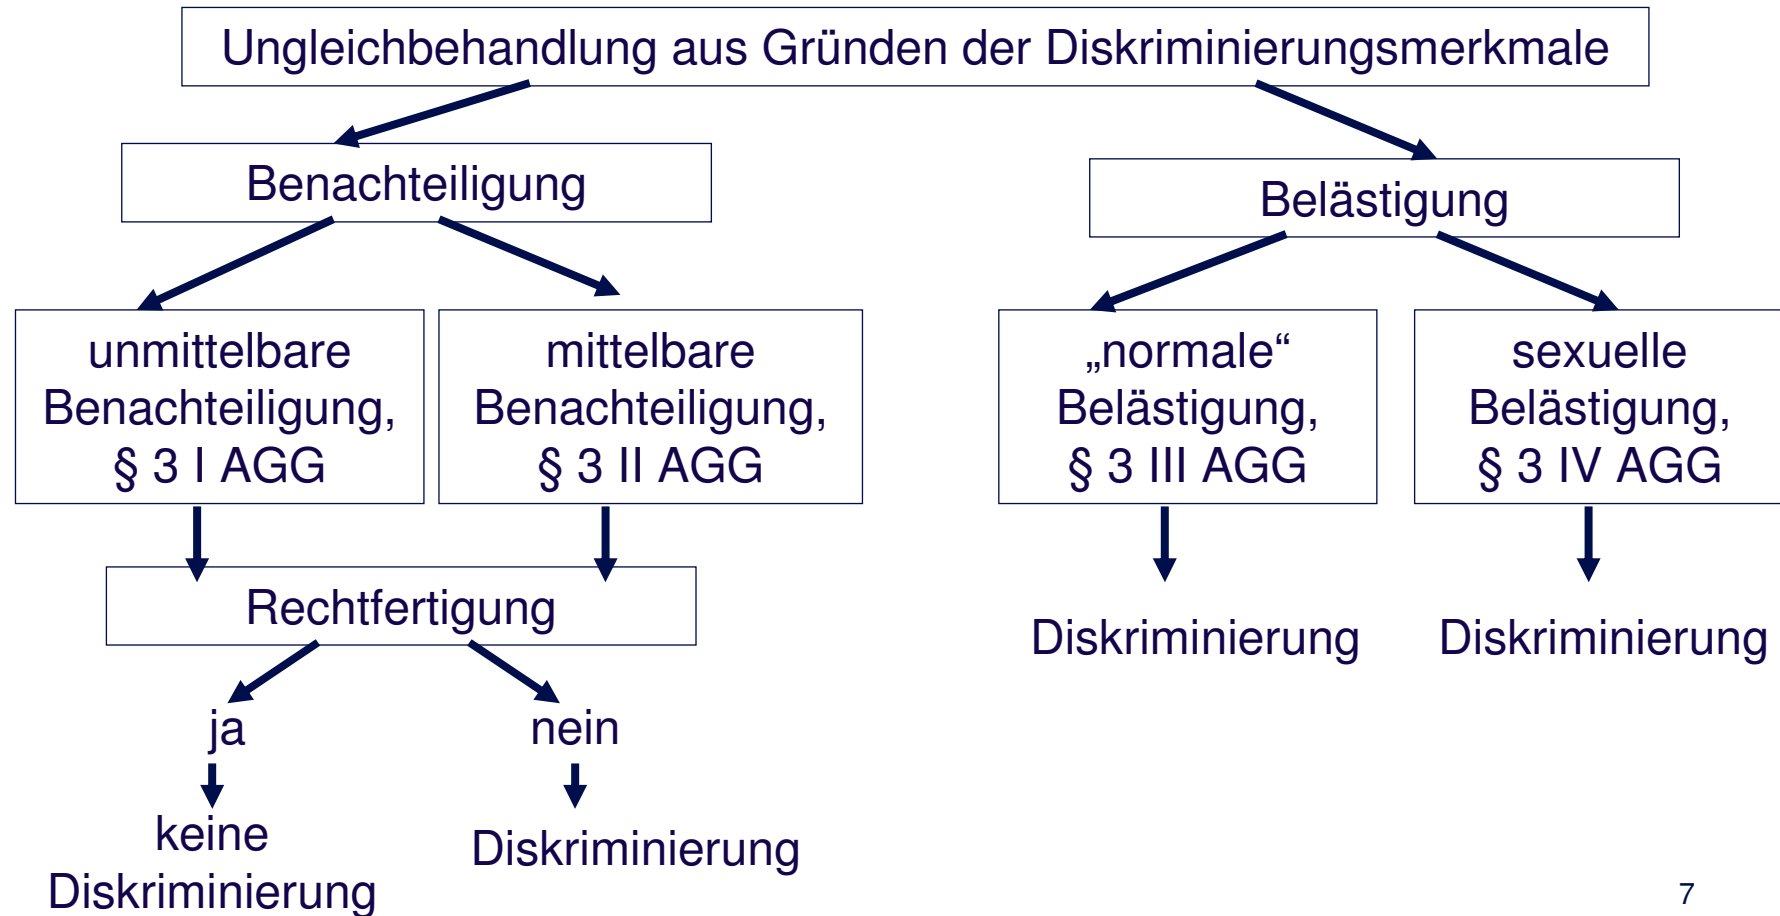 Ungleichbehandlung aus Gründen der Diskriminierungsmerkmale
Benachteiligung
Belästigung
unmittelbare
Benachteiligung,
§ 3 I AGG
mittelbare
Benachteiligung,
§ 3 II AGG
„normale“
Belästigung,
§ 3 III AGG
sexuelle
Belästigung,
§ 3 IV AGG
Rechtfertigung
Diskriminierung
Diskriminierung
ja
nein
keine
Diskriminierung
Diskriminierung
7